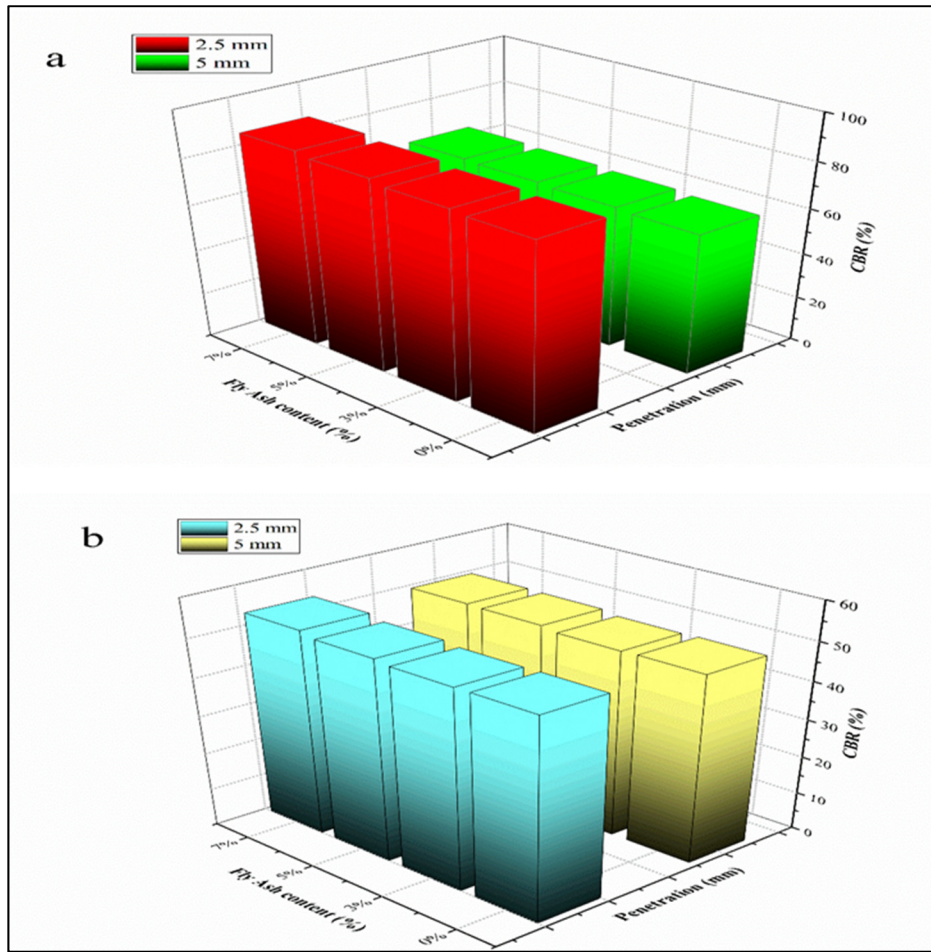 a
2.5 mm
5 mm
100
80
60
40
20
0
CBR (%)
7%
5%
3%
0%
Fly Ash content (%)
Penetration (mm)
b
2.5 mm
5 mm
60
50
40
30
20
10
0
CBR (%)
7%
5%
3%
0%
Fly Ash content (%)
Penetration (mm)